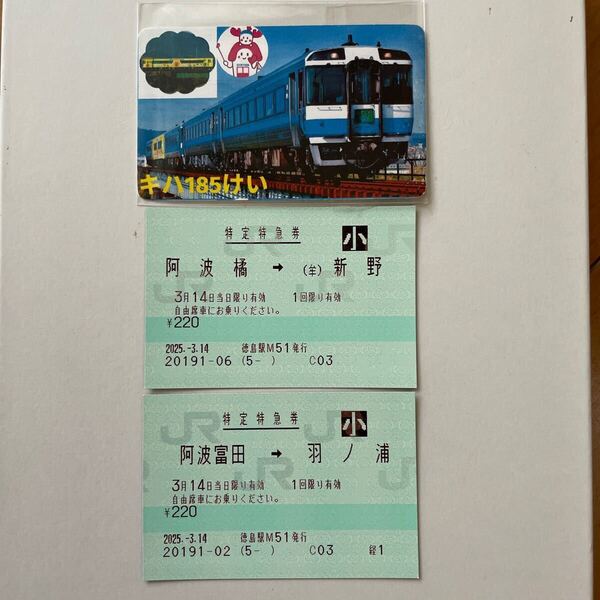 キハ185けい
特定特急券
小
阿波橘 → (牟)新野
3月14日当日限り有効 1回限り有効
自由席車にお乗りください。
¥220
2025.-3.14 徳島駅M51発行
20191-06 (5- ) C03
特定特急券
小
阿波富田 → 羽ノ浦
3月14日当日限り有効 1回限り有効
自由席車にお乗りください。
¥220
2025.-3.14 徳島駅M51発行
20191-02 (5- ) C03 経1